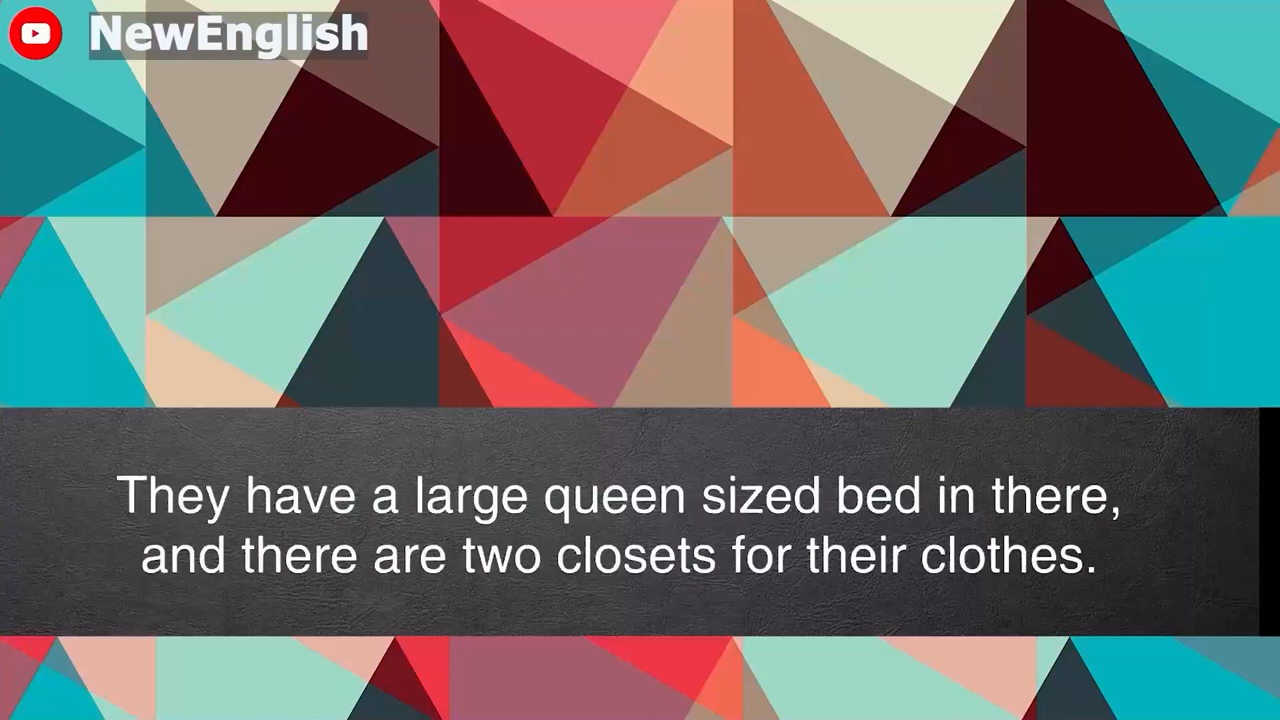 NewEnglish
They have a large queen sized bed in there,
and there are two closets for their clothes.